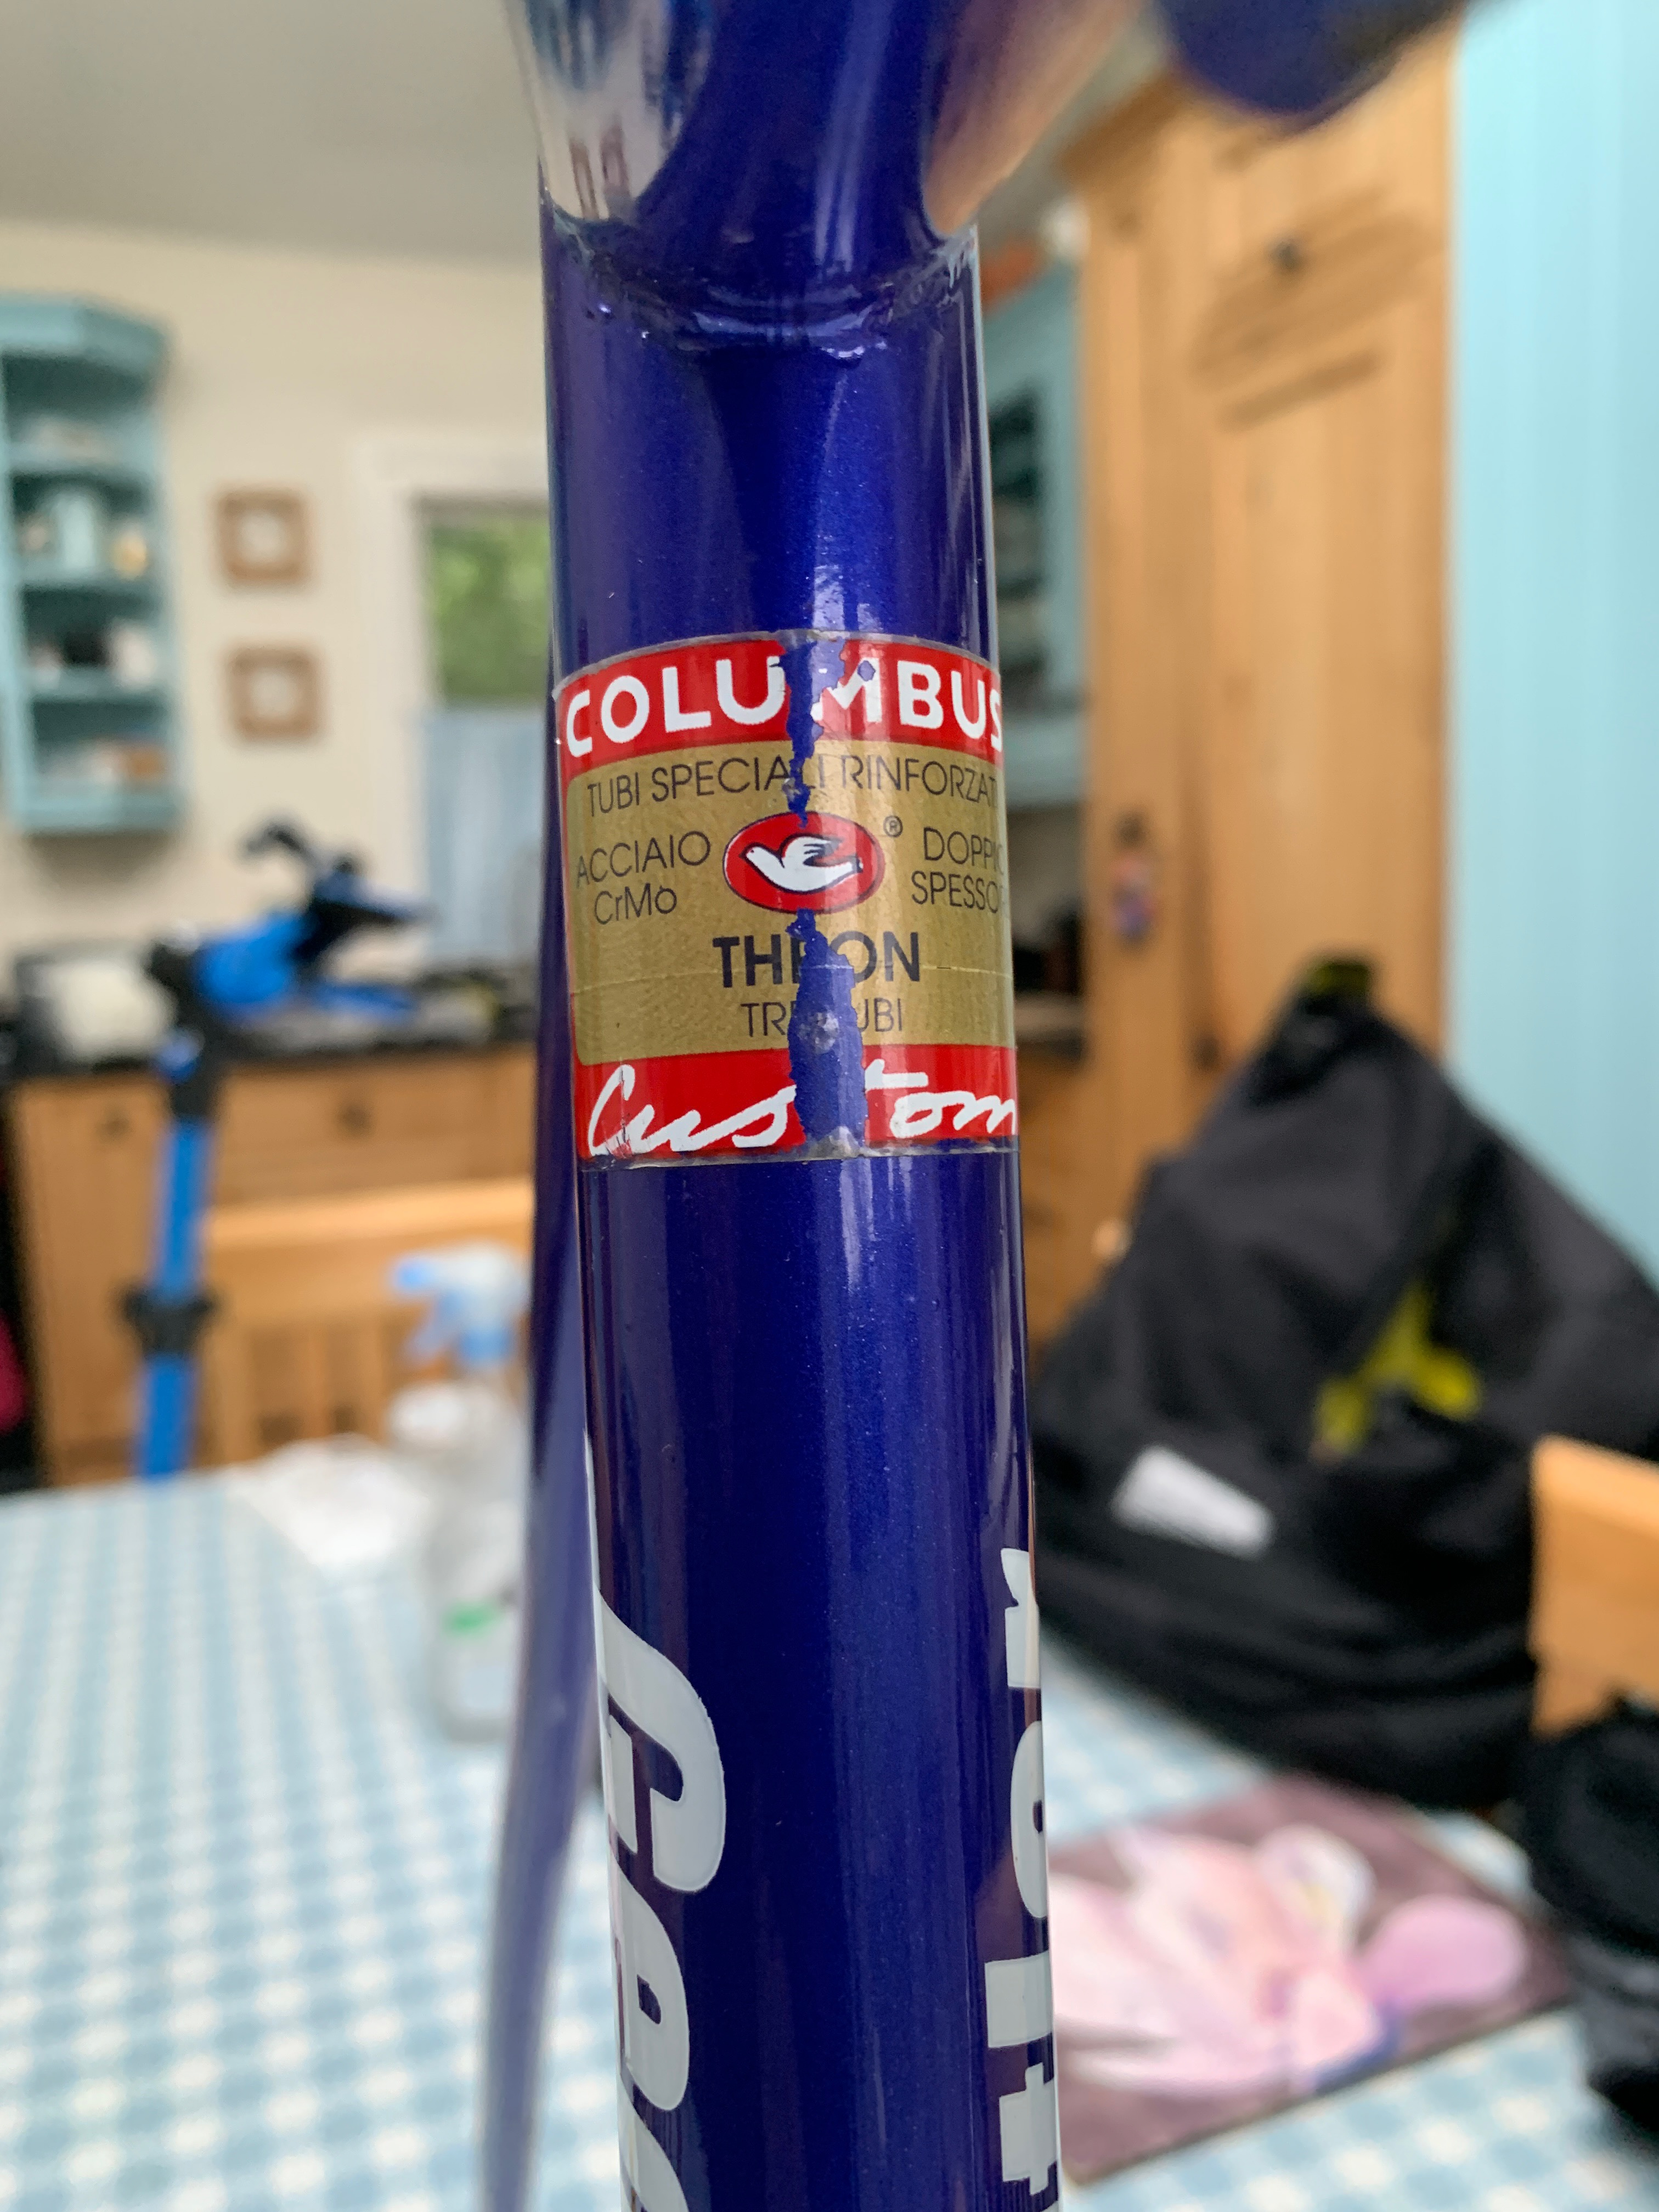 COLUMBUS
TUBI SPECIALI RINFORZAT
ACCIAIO ® DOPPIO
CrMo SPESSO
THRON
TRE TUBI
Custom